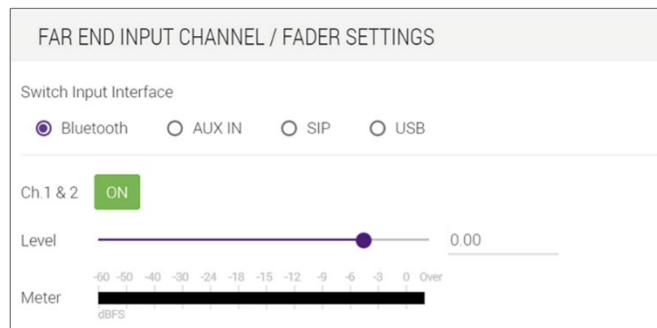 FAR END INPUT CHANNEL / FADER SETTINGS
Switch Input Interface
Bluetooth AUX IN SIP USB
Ch.1 & 2 ON
Level 0.00
-60 -50 -40 -30 -24 -18 -15 -12 -9 -6 -3 0 Over
Meter
dBFS